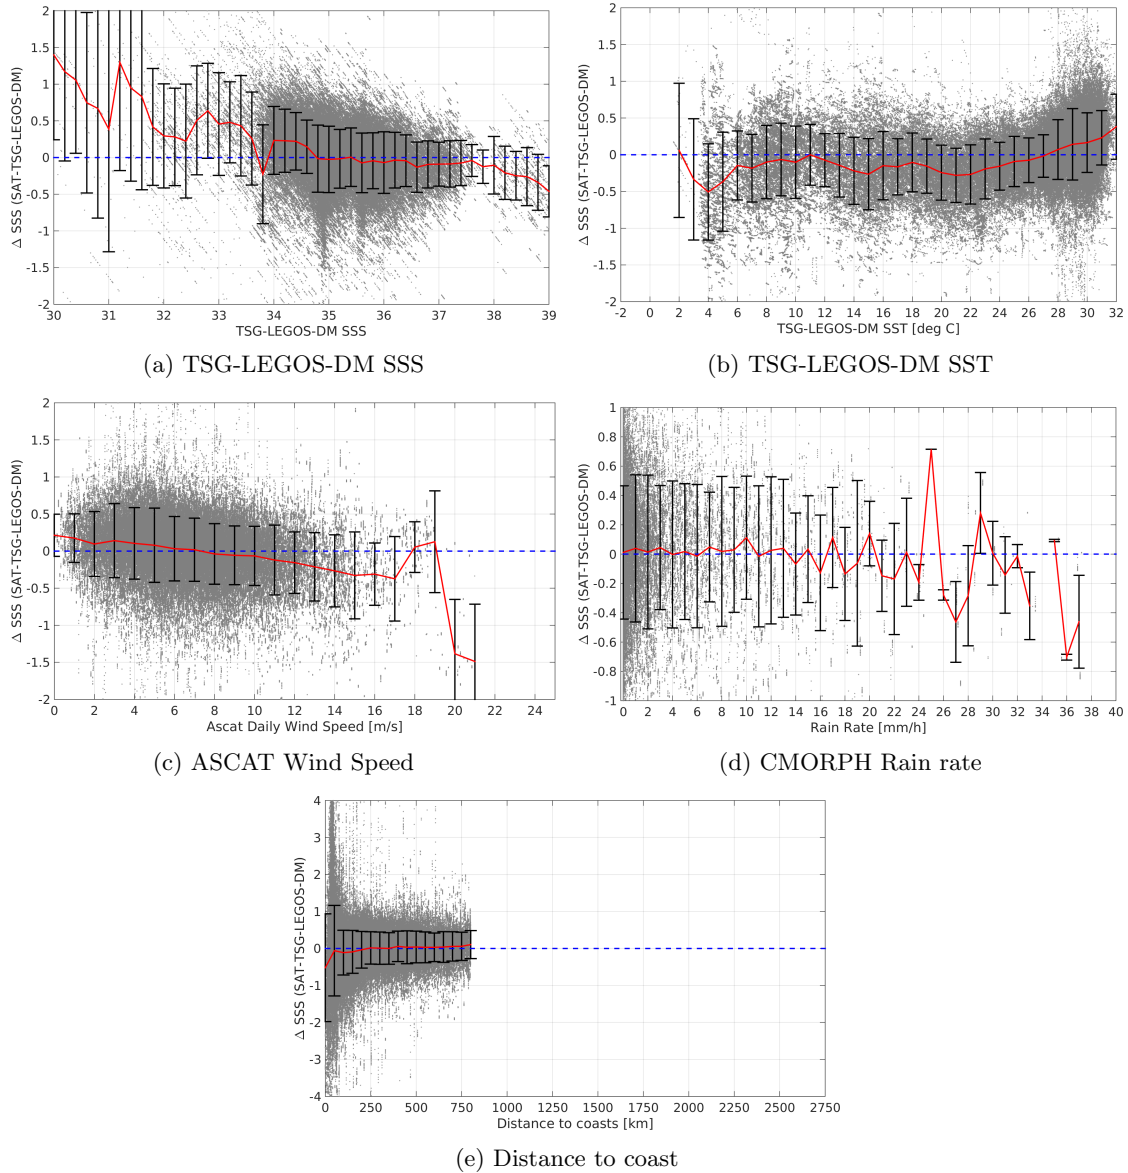 Δ SSS (SAT-TSG-LEGOS-DM)
2
1.5
1
0.5
0
-0.5
-1
-1.5
-2
30 31 32 33 34 35 36 37 38 39
TSG-LEGOS-DM SSS
(a) TSG-LEGOS-DM SSS
Δ SSS (SAT-TSG-LEGOS-DM)
2
1.5
1
0.5
0
-0.5
-1
-1.5
-2
-2 0 2 4 6 8 10 12 14 16 18 20 22 24 26 28 30 32
TSG-LEGOS-DM SST [deg C]
(b) TSG-LEGOS-DM SST
Δ SSS (SAT-TSG-LEGOS-DM)
2
1.5
1
0.5
0
-0.5
-1
-1.5
-2
0 2 4 6 8 10 12 14 16 18 20 22 24
Ascat Daily Wind Speed [m/s]
(c) ASCAT Wind Speed
Δ SSS (SAT-TSG-LEGOS-DM)
1
0.8
0.6
0.4
0.2
0
-0.2
-0.4
-0.6
-0.8
-1
0 2 4 6 8 10 12 14 16 18 20 22 24 26 28 30 32 34 36 38 40
Rain Rate [mm/h]
(d) CMORPH Rain rate
Δ SSS (SAT-TSG-LEGOS-DM)
4
3
2
1
0
-1
-2
-3
-4
0 250 500 750 1000 1250 1500 1750 2000 2250 2500 2750
Distance to coasts [km]
(e) Distance to coast